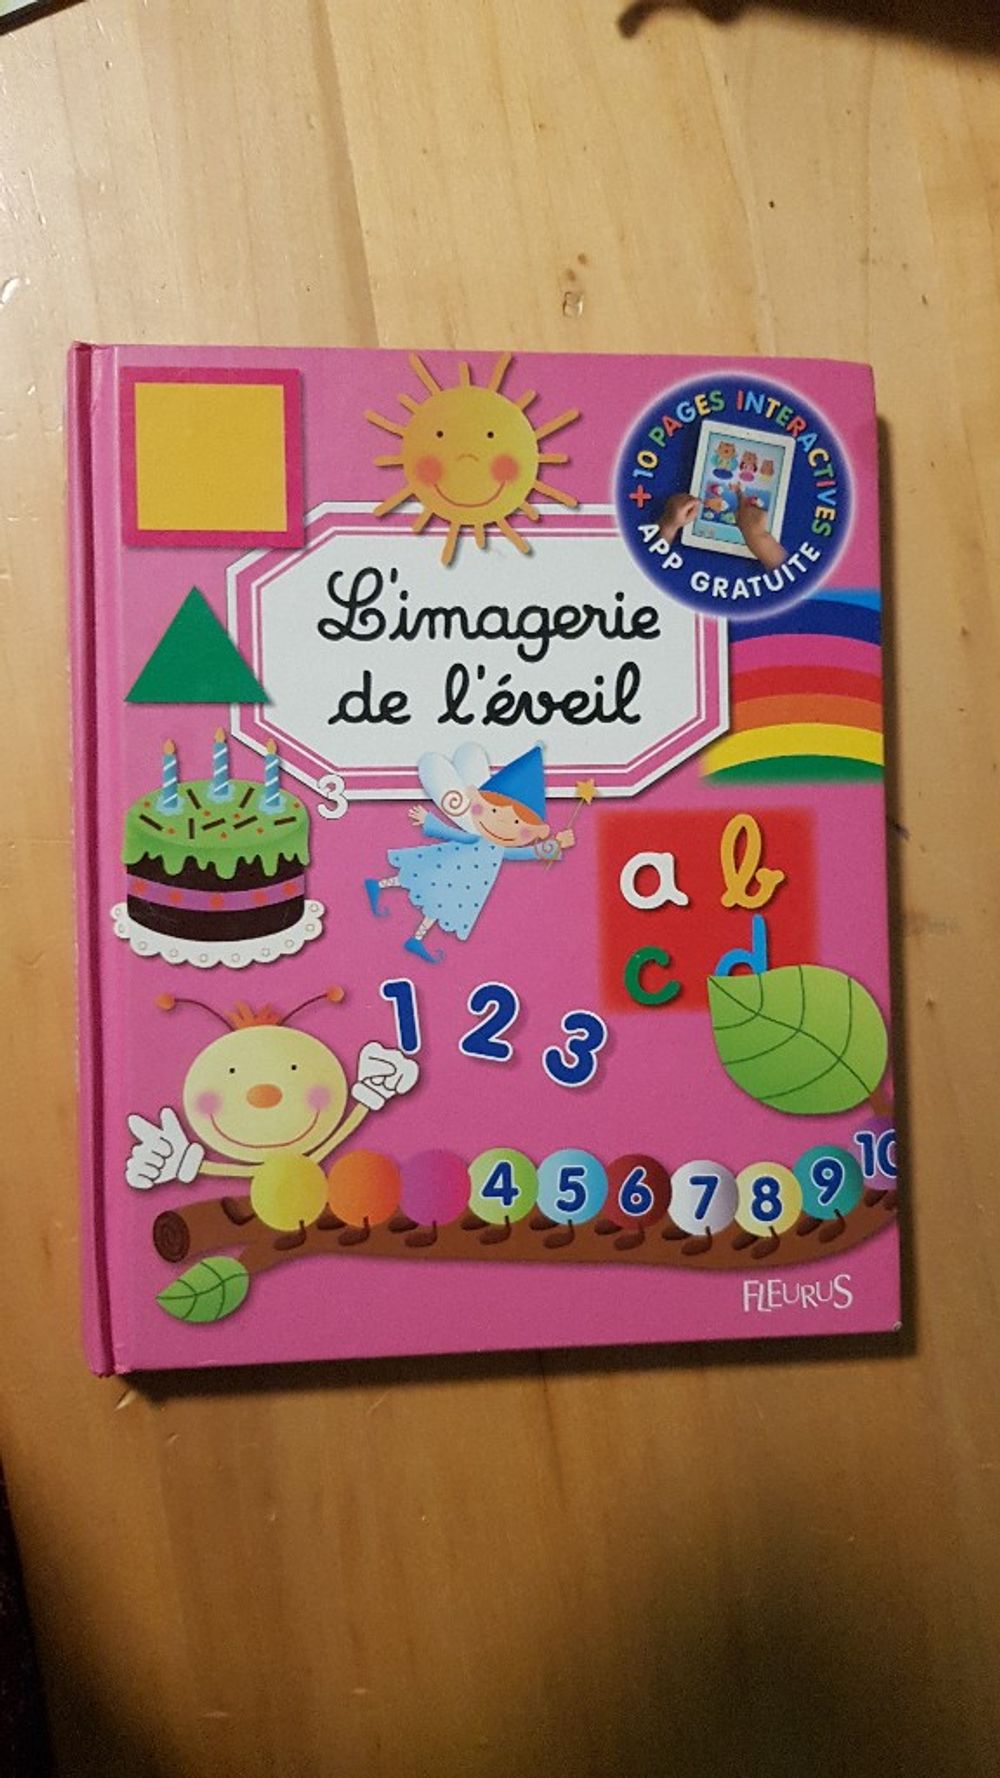 + 10 PAGES INTERACTIVES
APP GRATUITE
L'imagerie
de l'éveil
3
a b
c d
1 2 3
4 5 6 7 8 9 10
FLEURUS